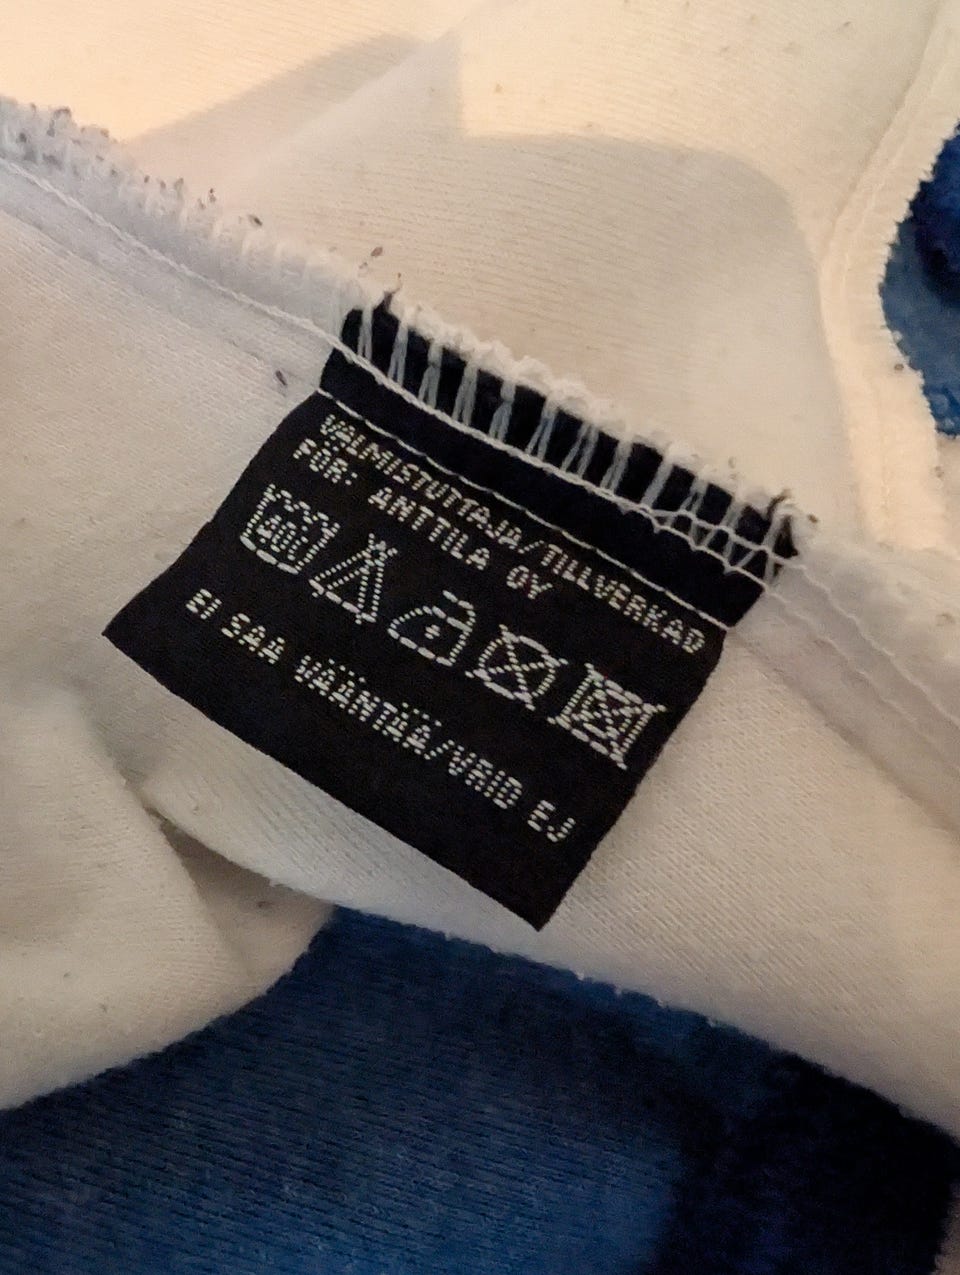 VALMISTUTTAJA/TILLVERKAD
FÖR: ANTTILA OY
EI SAA VÄÄNTÄÄ/VRID EJ